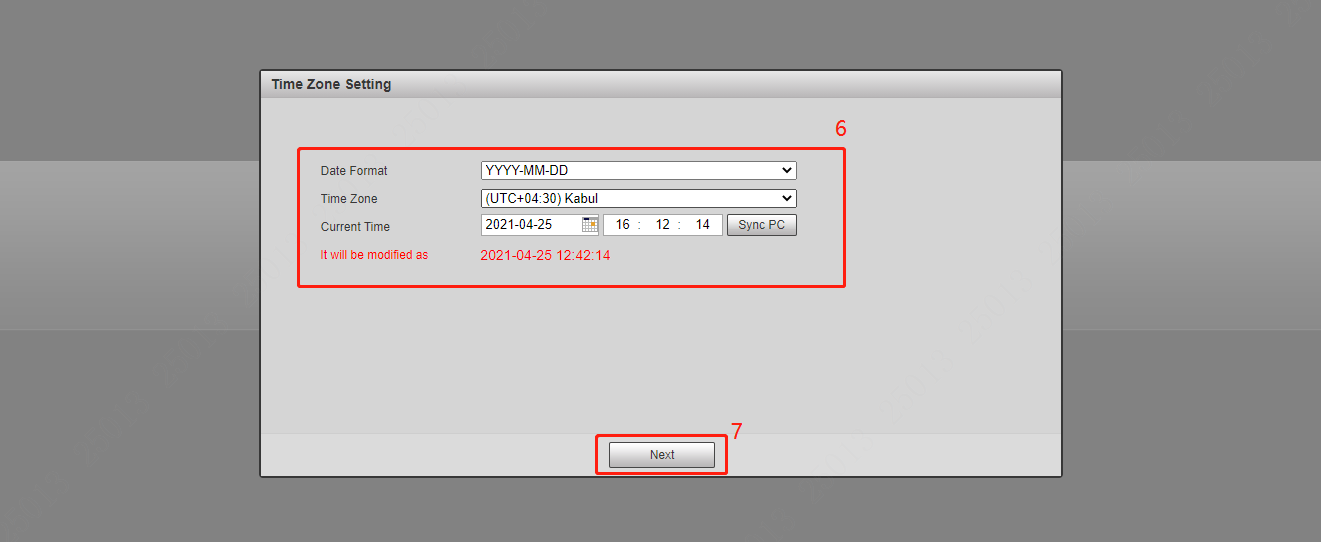 Time Zone Setting
6
Date Format YYYY-MM-DD
Time Zone (UTC+04:30) Kabul
Current Time 2021-04-25 16 : 12 : 14 Sync PC
It will be modified as 2021-04-25 12:42:14
7
Next